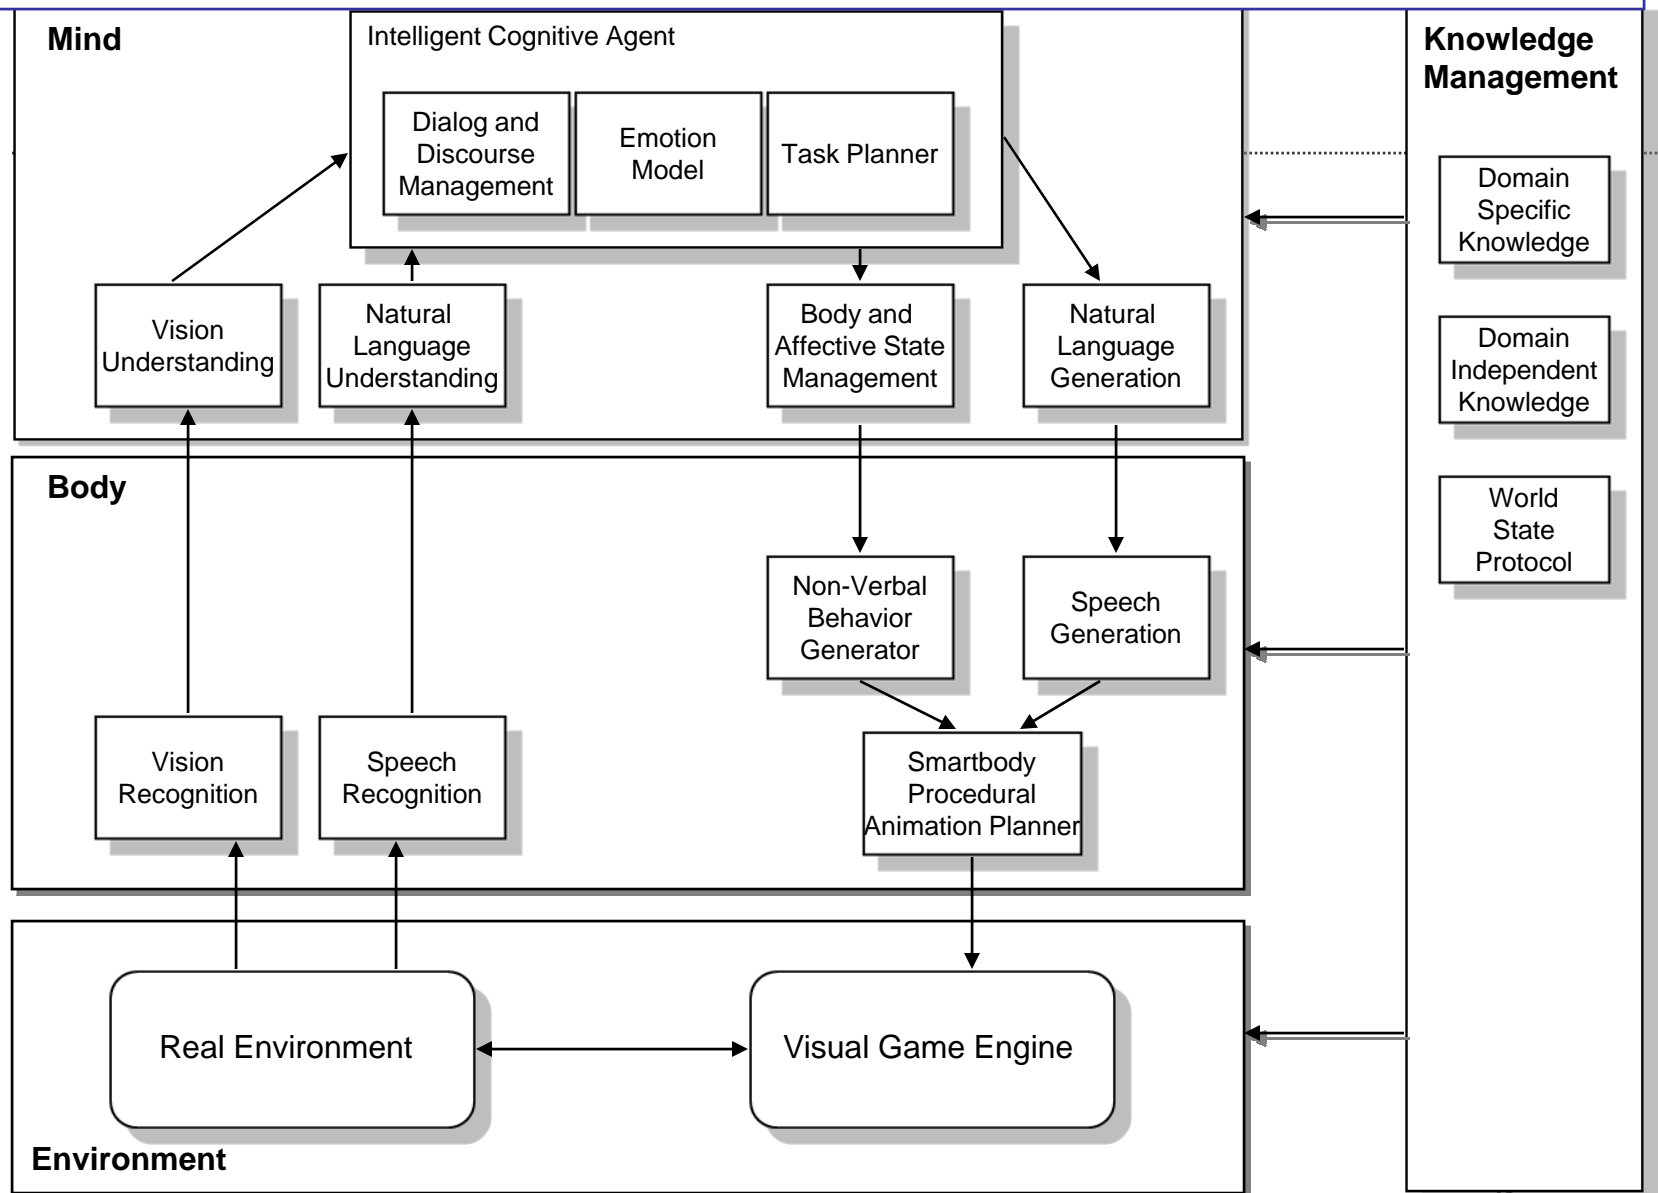 Mind
Intelligent Cognitive Agent
Dialog and
Discourse
Management
Emotion
Model
Task Planner
Vision
Understanding
Natural
Language
Understanding
Body and
Affective State
Management
Natural
Language
Generation
Body
Non-Verbal
Behavior
Generator
Speech
Generation
Vision
Recognition
Speech
Recognition
Smartbody
Procedural
Animation Planner
Real Environment
Visual Game Engine
Environment
Knowledge
Management
Domain
Specific
Knowledge
Domain
Independent
Knowledge
World
State
Protocol